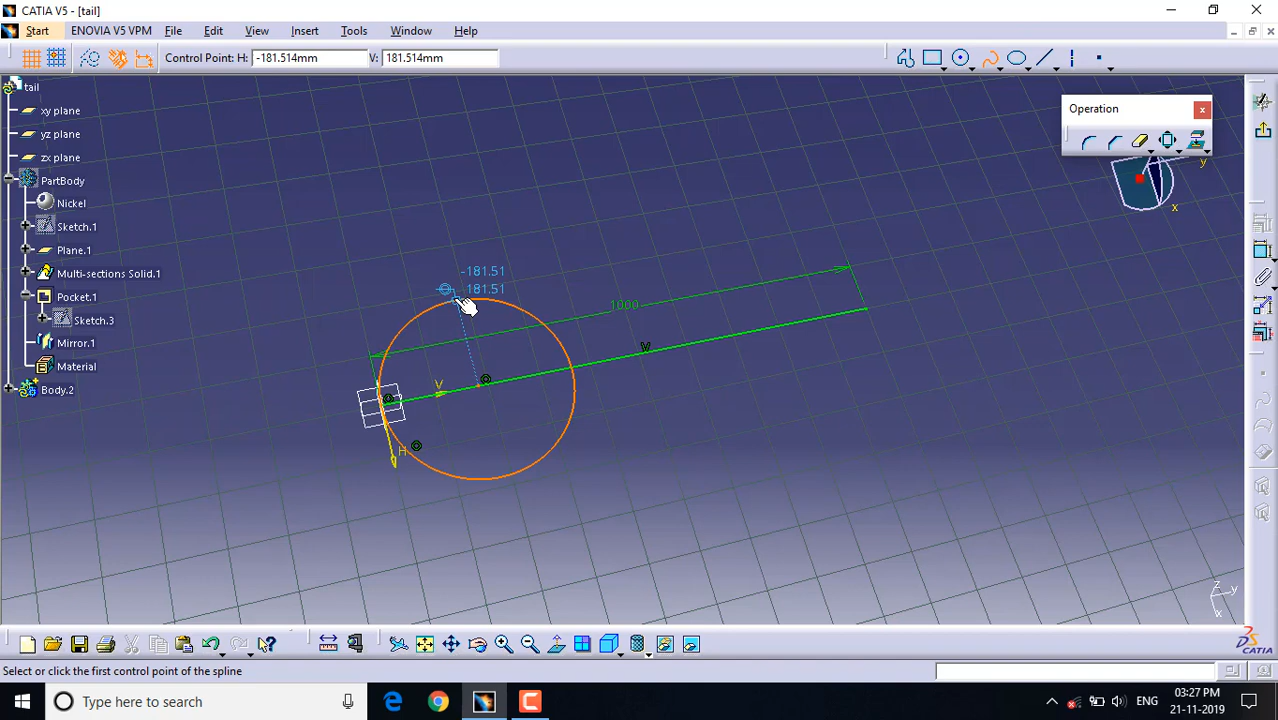 CATIA V5 - [tail]
Start ENOVIA V5 VPM File Edit View Insert Tools Window Help
Control Point: H: -181.514mm V: 181.514mm
tail
xy plane
yz plane
zx plane
PartBody
Nickel
Sketch.1
Plane.1
Multi-sections Solid.1
Pocket.1
Sketch.3
Mirror.1
Material
Body.2
Operation
y
x
-181.51
181.51
1000
V
V
H
z
y
x
CATIA
Select or click the first control point of the spline
Type here to search
ENG
03:27 PM
21-11-2019